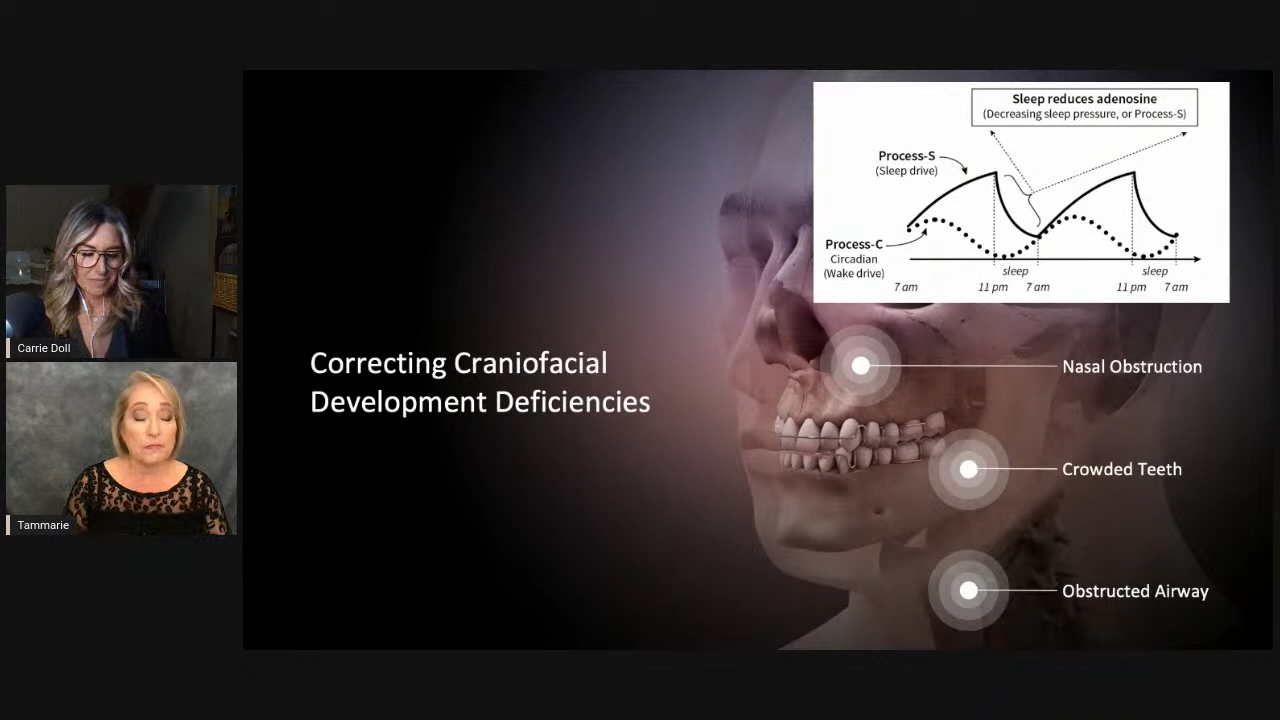 Carrie Doll
Tammarie
Correcting Craniofacial
Development Deficiencies
Sleep reduces adenosine
(Decreasing sleep pressure, or Process-S)
Process-S
(Sleep drive)
Process-C
Circadian
(Wake drive)
sleep
sleep
7 am
11 pm
7 am
11 pm
7 am
Nasal Obstruction
Crowded Teeth
Obstructed Airway